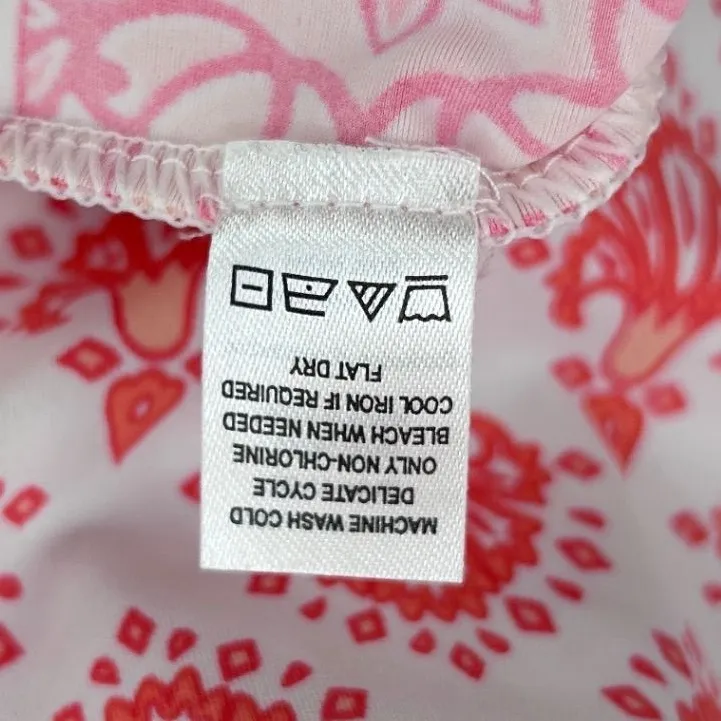 MACHINE WASH COLD
DELICATE CYCLE
ONLY NON-CHLORINE
BLEACH WHEN NEEDED
COOL IRON IF REQUIRED
FLAT DRY